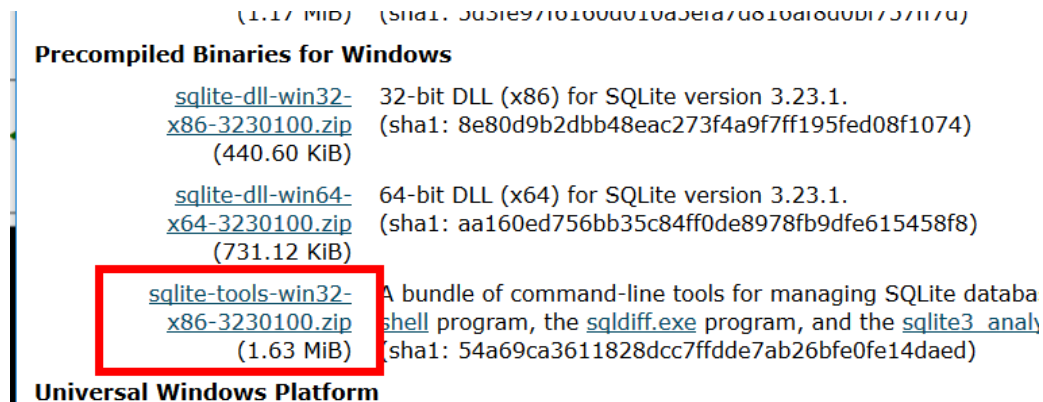 (1.17 MiB) (sha1:
Precompiled Binaries for Windows
sqlite-dll-win32- 32-bit DLL (x86) for SQLite version 3.23.1.
x86-3230100.zip (sha1: 8e80d9b2dbb48eac273f4a9f7ff195fed08f1074)
(440.60 KiB)
sqlite-dll-win64- 64-bit DLL (x64) for SQLite version 3.23.1.
x64-3230100.zip (sha1: aa160ed756bb35c84ff0de8978fb9dfe615458f8)
(731.12 KiB)
sqlite-tools-win32- A bundle of command-line tools for managing SQLite databa
x86-3230100.zip shell program, the sqldiff.exe program, and the sqlite3_analy
(1.63 MiB) (sha1: 54a69ca3611828dcc7ffdde7ab26bfe0fe14daed)
Universal Windows Platform